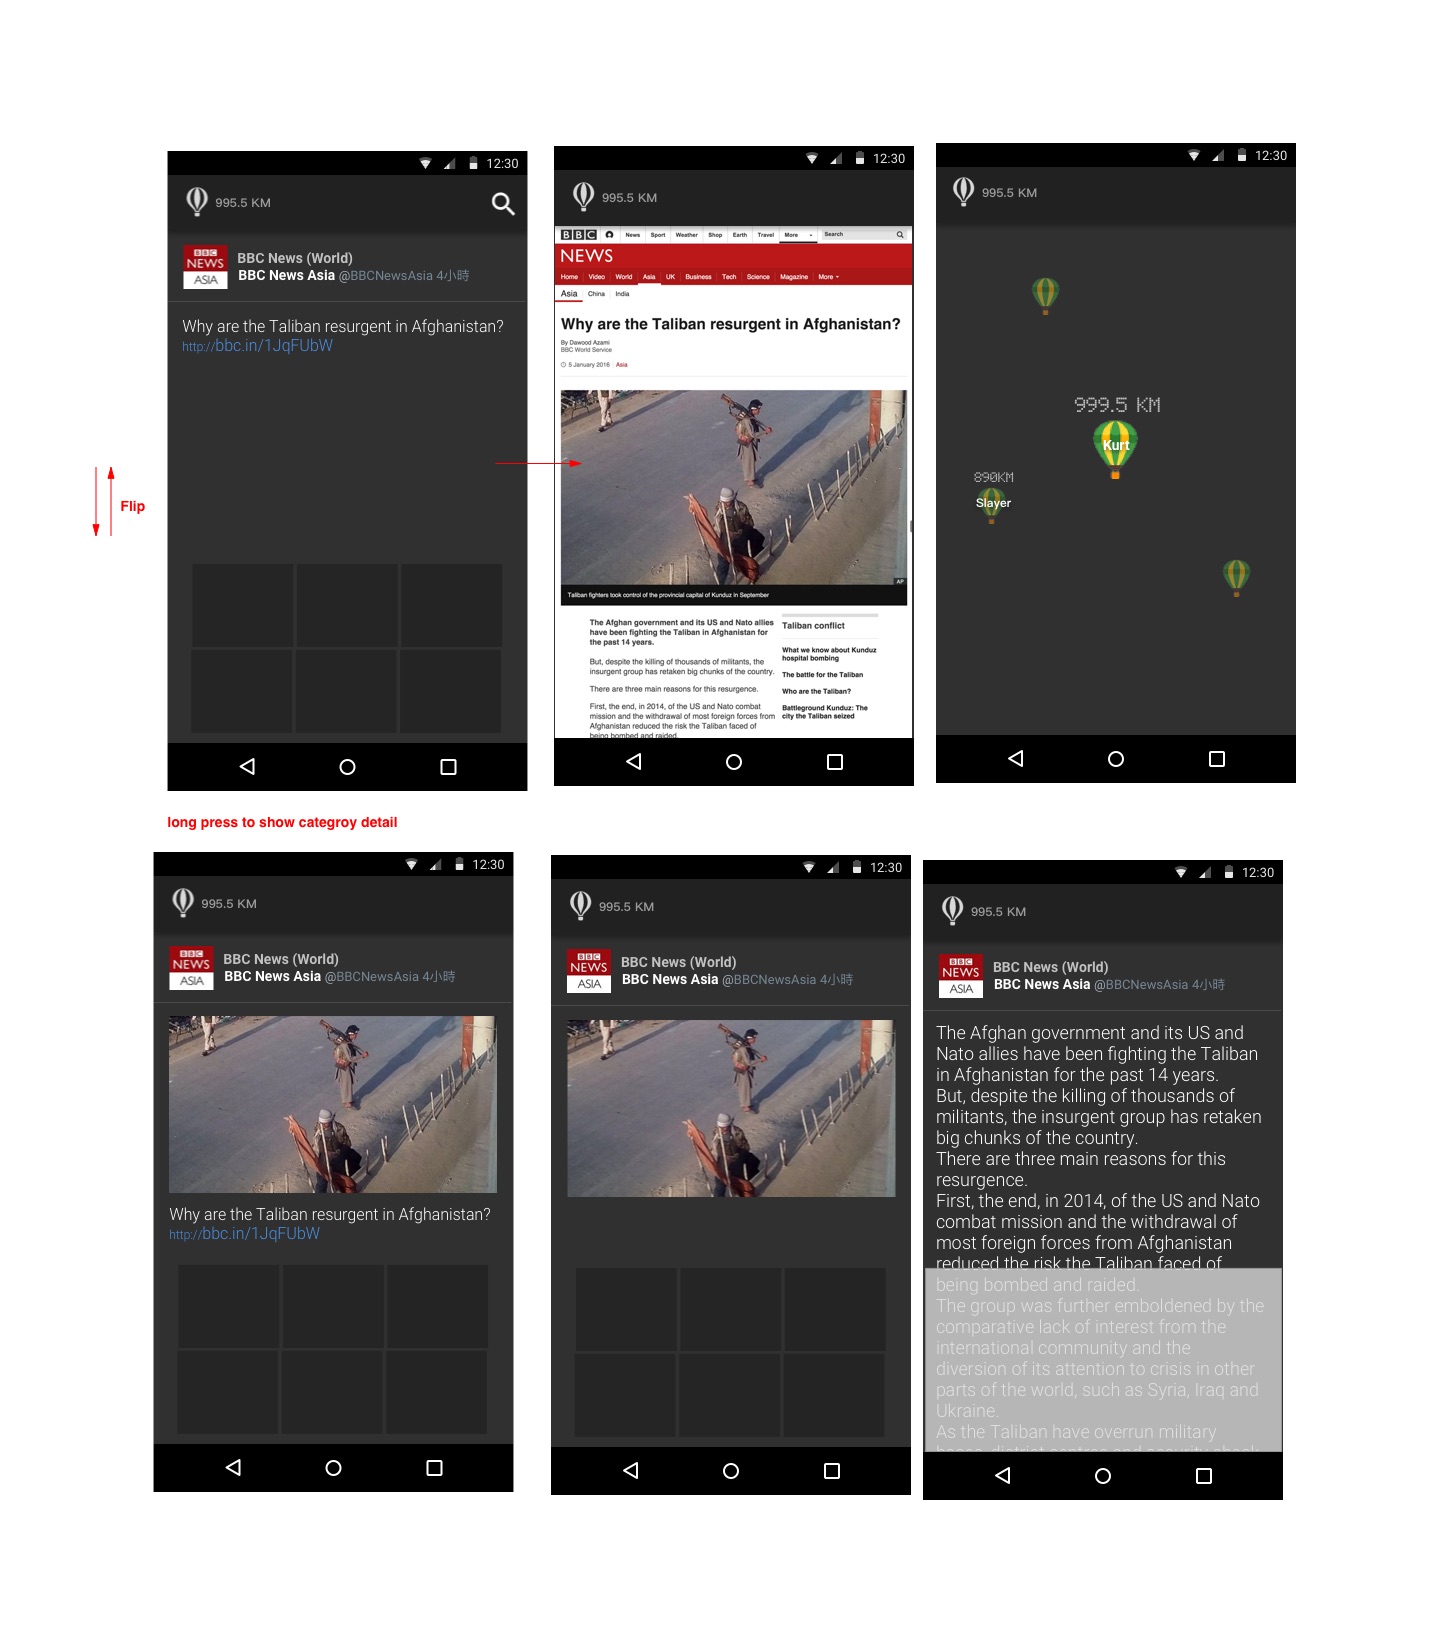 12:30
995.5 KM
BBC NEWS ASIA
BBC News (World)
BBC News Asia @BBCNewsAsia 4小時
Why are the Taliban resurgent in Afghanistan?
http://bbc.in/1JqFUbW
Flip
12:30
995.5 KM
BBC News Sport Weather Shop Earth Travel More Search
NEWS
Home Video World Asia UK Business Tech Science Magazine More
Asia China India
Why are the Taliban resurgent in Afghanistan?
By Dawood Azami
BBC World Service
5 January 2016 Asia
AP
Taliban fighters took control of the provincial capital of Kunduz in September
The Afghan government and its US and Nato allies
have been fighting the Taliban in Afghanistan for
the past 14 years.
But, despite the killing of thousands of militants, the
insurgent group has retaken big chunks of the country.
There are three main reasons for this resurgence.
First, the end, in 2014, of the US and Nato combat
mission and the withdrawal of most foreign forces from
Afghanistan reduced the risk the Taliban faced of
being bombed and raided.
Taliban conflict
What we know about Kunduz
hospital bombing
The battle for the Taliban
Who are the Taliban?
Battleground Kunduz: The
city the Taliban seized
12:30
995.5 KM
999.5 KM
Kurt
890KM
Slayer
long press to show categroy detail
12:30
995.5 KM
BBC NEWS ASIA
BBC News (World)
BBC News Asia @BBCNewsAsia 4小時
Why are the Taliban resurgent in Afghanistan?
http://bbc.in/1JqFUbW
12:30
995.5 KM
BBC NEWS ASIA
BBC News (World)
BBC News Asia @BBCNewsAsia 4小時
12:30
995.5 KM
BBC NEWS ASIA
BBC News (World)
BBC News Asia @BBCNewsAsia 4小時
The Afghan government and its US and
Nato allies have been fighting the Taliban
in Afghanistan for the past 14 years.
But, despite the killing of thousands of
militants, the insurgent group has retaken
big chunks of the country.
There are three main reasons for this
resurgence.
First, the end, in 2014, of the US and Nato
combat mission and the withdrawal of
most foreign forces from Afghanistan
reduced the risk the Taliban faced of
being bombed and raided.
The group was further emboldened by the
comparative lack of interest from the
international community and the
diversion of its attention to crisis in other
parts of the world, such as Syria, Iraq and
Ukraine.
As the Taliban have overrun military